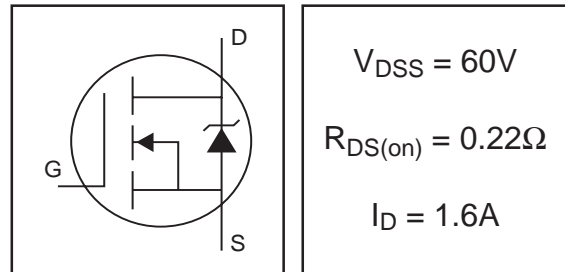 D
G
S
V_DSS = 60V
R_DS(on) = 0.22Ω
I_D = 1.6A